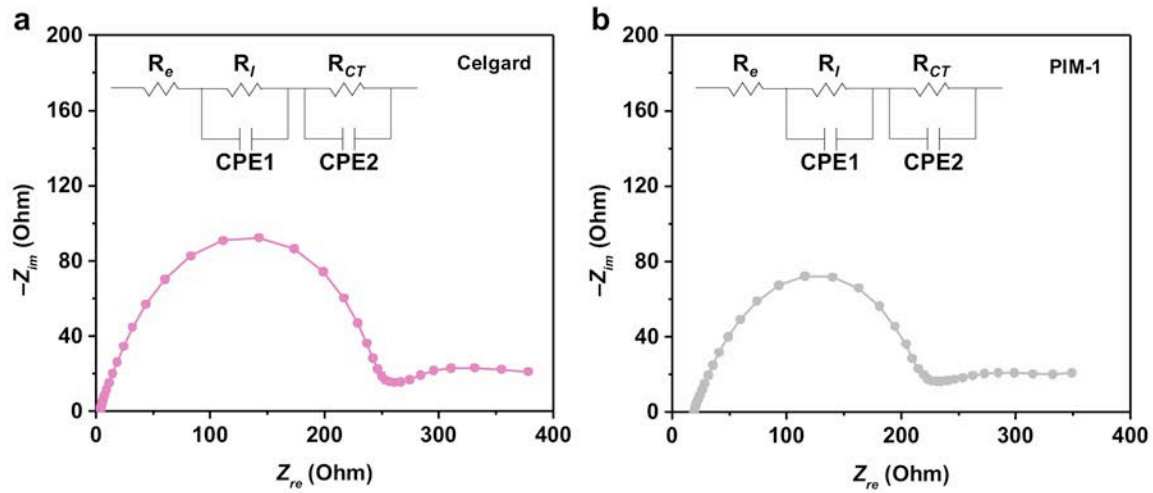 a
200
160
120
80
40
0
–Z_im (Ohm)
R_e R_I R_CT
CPE1 CPE2
Celgard
0 100 200 300 400
Z_re (Ohm)
b
200
160
120
80
40
0
–Z_im (Ohm)
R_e R_I R_CT
CPE1 CPE2
PIM-1
0 100 200 300 400
Z_re (Ohm)